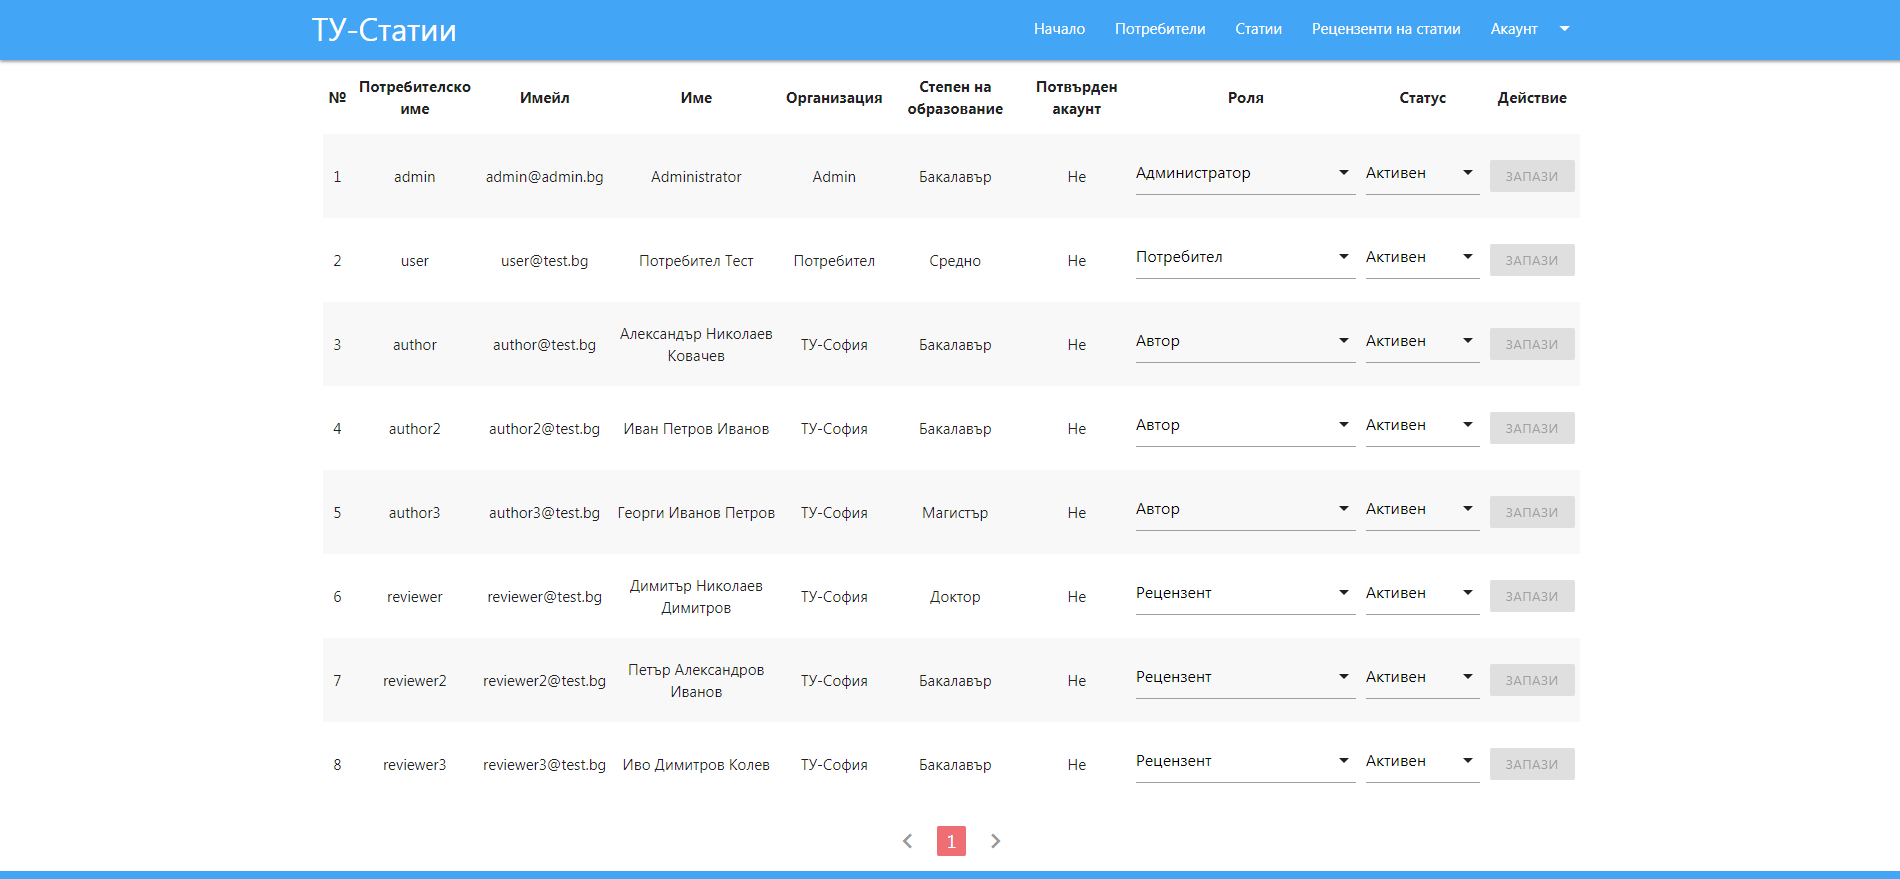 ТУ-Статии
Начало Потребители Статии Рецензенти на статии Акаунт
№ Потребителско име Имейл Име Организация Степен на образование Потвърден акаунт Роля Статус Действие
1 admin admin@admin.bg Administrator Admin Бакалавър Не Администратор Активен ЗАПАЗИ
2 user user@test.bg Потребител Тест Потребител Средно Не Потребител Активен ЗАПАЗИ
3 author author@test.bg Александър Николаев Ковачев ТУ-София Бакалавър Не Автор Активен ЗАПАЗИ
4 author2 author2@test.bg Иван Петров Иванов ТУ-София Бакалавър Не Автор Активен ЗАПАЗИ
5 author3 author3@test.bg Георги Иванов Петров ТУ-София Магистър Не Автор Активен ЗАПАЗИ
6 reviewer reviewer@test.bg Димитър Николаев Димитров ТУ-София Доктор Не Рецензент Активен ЗАПАЗИ
7 reviewer2 reviewer2@test.bg Петър Александров Иванов ТУ-София Бакалавър Не Рецензент Активен ЗАПАЗИ
8 reviewer3 reviewer3@test.bg Иво Димитров Колев ТУ-София Бакалавър Не Рецензент Активен ЗАПАЗИ
1